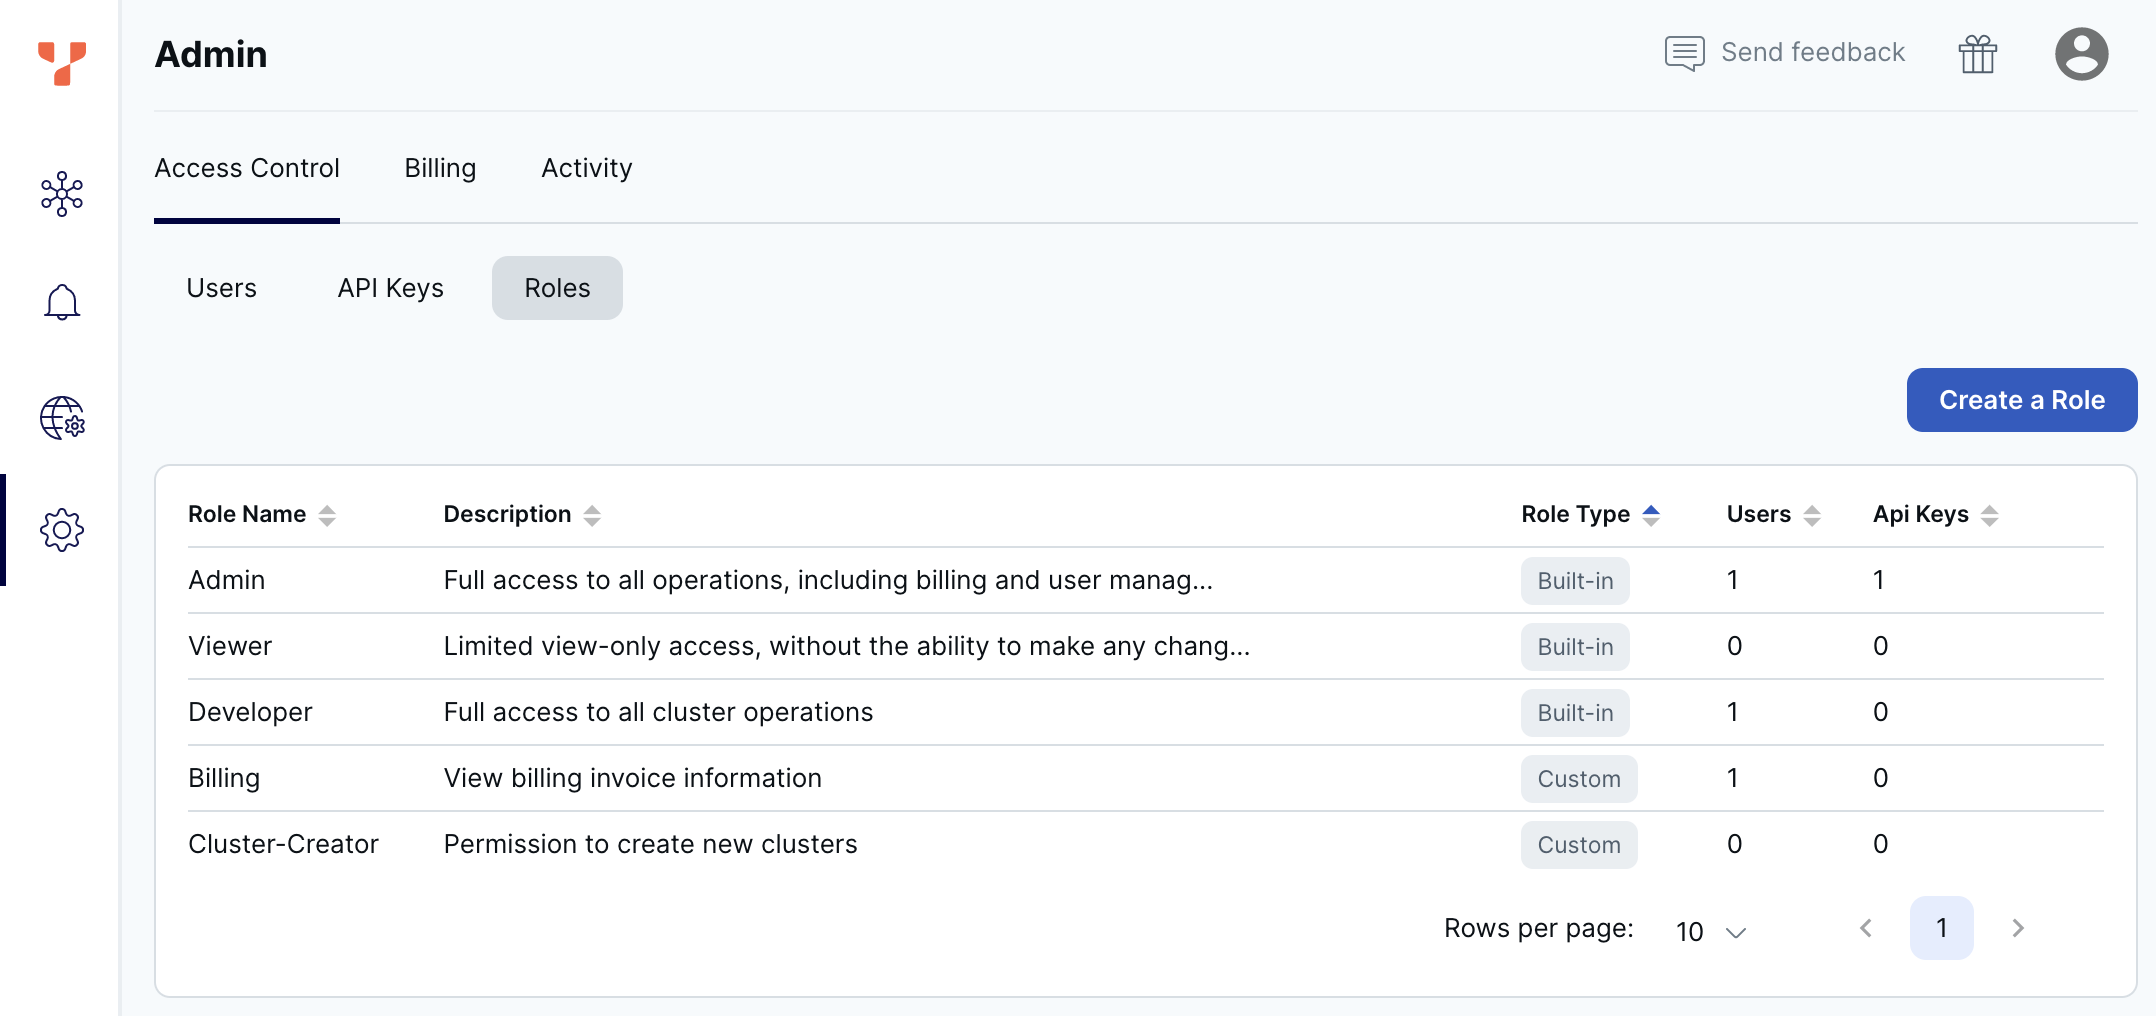 Admin
Send feedback
Access Control Billing Activity
Users API Keys Roles
Create a Role
Role Name Description Role Type Users Api Keys
Admin Full access to all operations, including billing and user manag... Built-in 1 1
Viewer Limited view-only access, without the ability to make any chang... Built-in 0 0
Developer Full access to all cluster operations Built-in 1 0
Billing View billing invoice information Custom 1 0
Cluster-Creator Permission to create new clusters Custom 0 0
Rows per page: 10 1